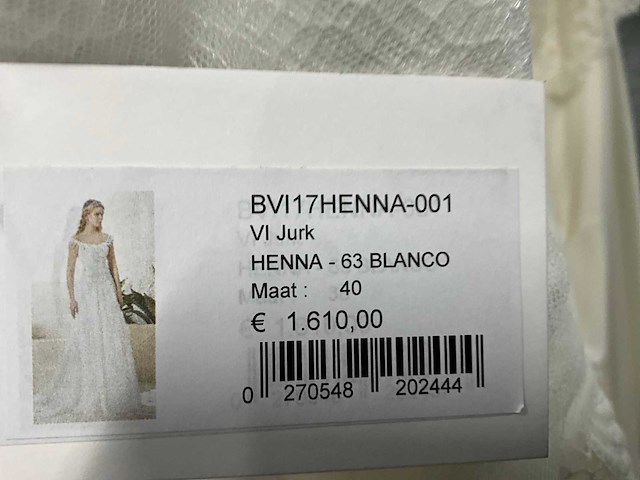 BVI17HENNA-001
VI Jurk
HENNA - 63 BLANCO
Maat : 40
€ 1.610,00
0 270548 202444